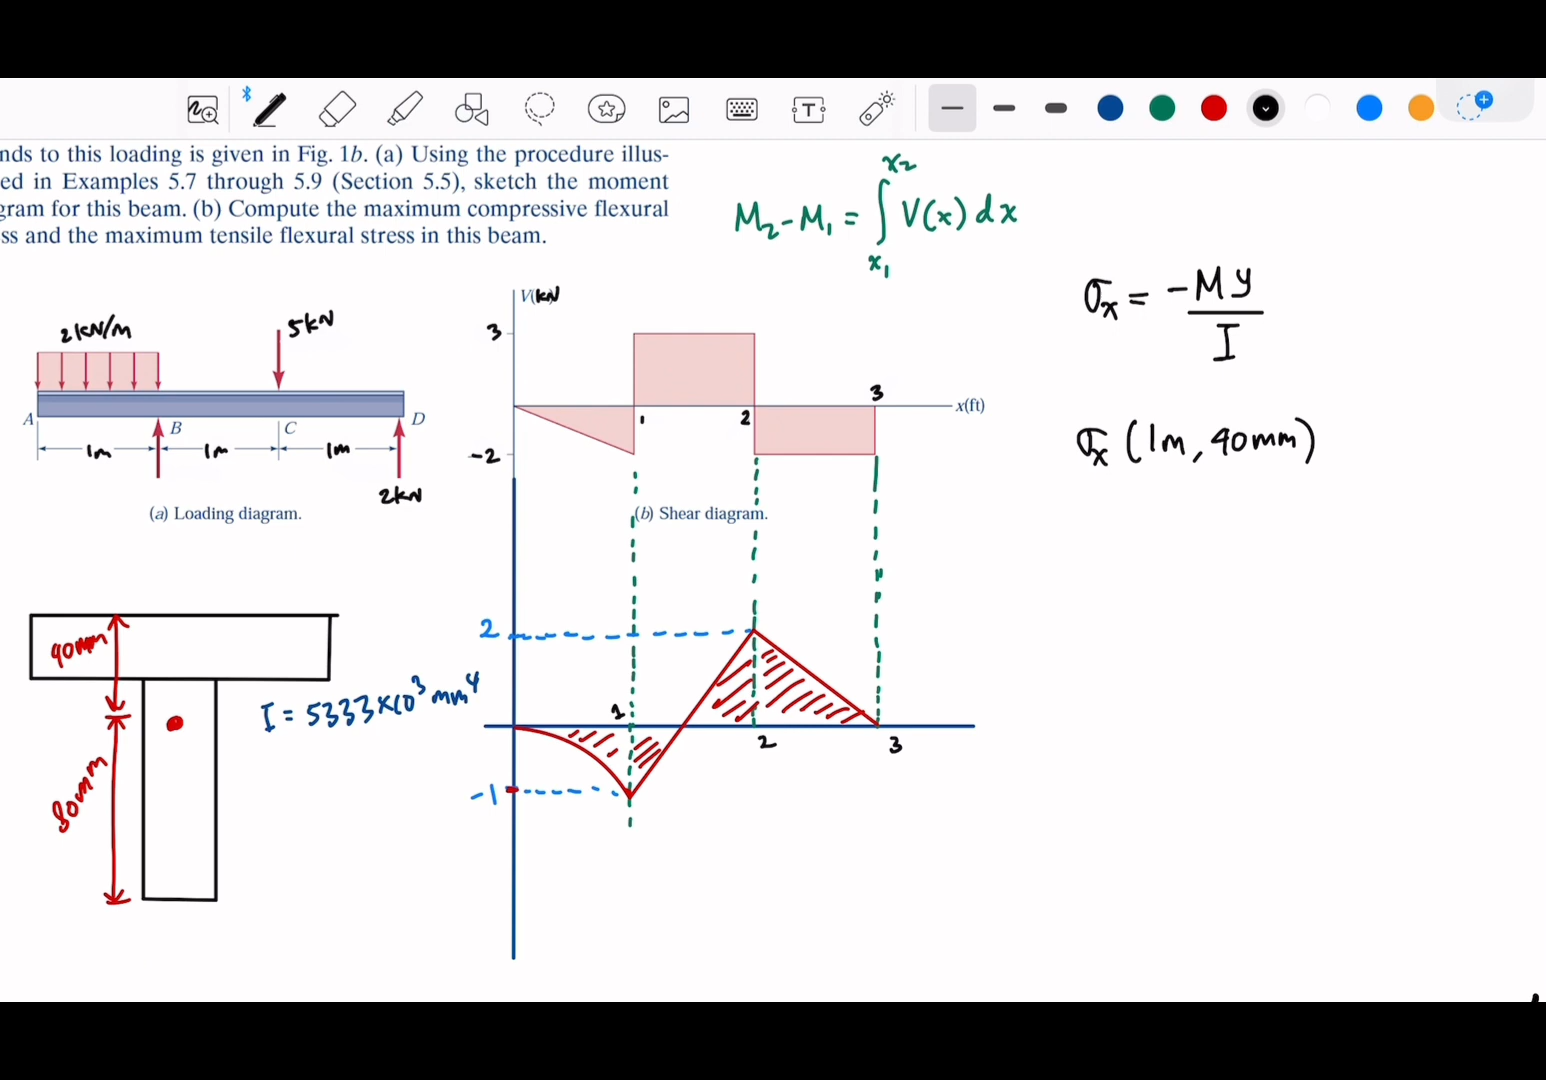 nds to this loading is given in Fig. 1b. (a) Using the procedure illus-
ed in Examples 5.7 through 5.9 (Section 5.5), sketch the moment
gram for this beam. (b) Compute the maximum compressive flexural
ss and the maximum tensile flexural stress in this beam.
M2 - M1 = ∫ V(x) dx
x2
x1
σx = -My / I
σx (1m, 40mm)
2kN/m
5kN
A
B
C
D
1m
1m
1m
2kN
(a) Loading diagram.
V(kN
3
-2
1
2
3
x(ft)
(b) Shear diagram.
40mm
80mm
I = 5333x10³ mm⁴
2
-1
1
2
3
T